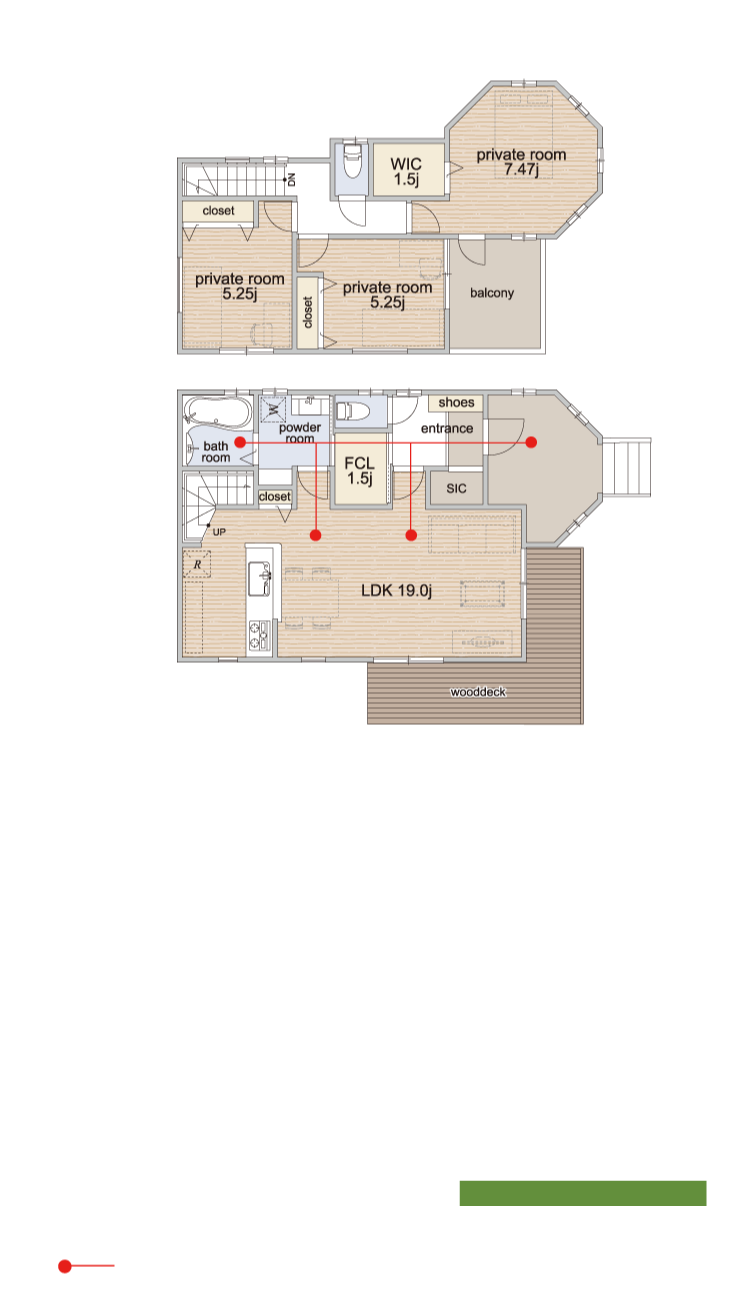 WIC
1.5j
private room
7.47j
DN
closet
private room
5.25j
closet
private room
5.25j
balcony
M
powder
room
bath
room
shoes
entrance
FCL
1.5j
closet
SIC
UP
R
LDK 19.0j
wooddeck